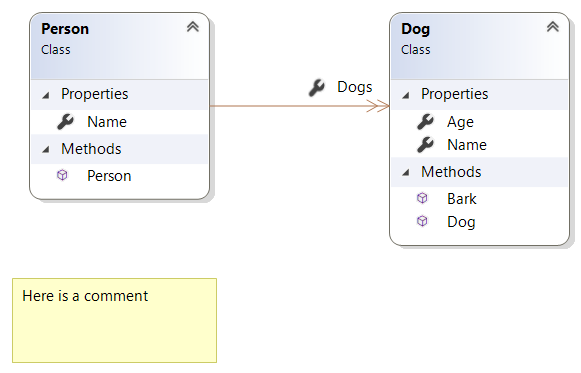 Person
Class
Properties
Name
Methods
Person
Dogs
Dog
Class
Properties
Age
Name
Methods
Bark
Dog
Here is a comment